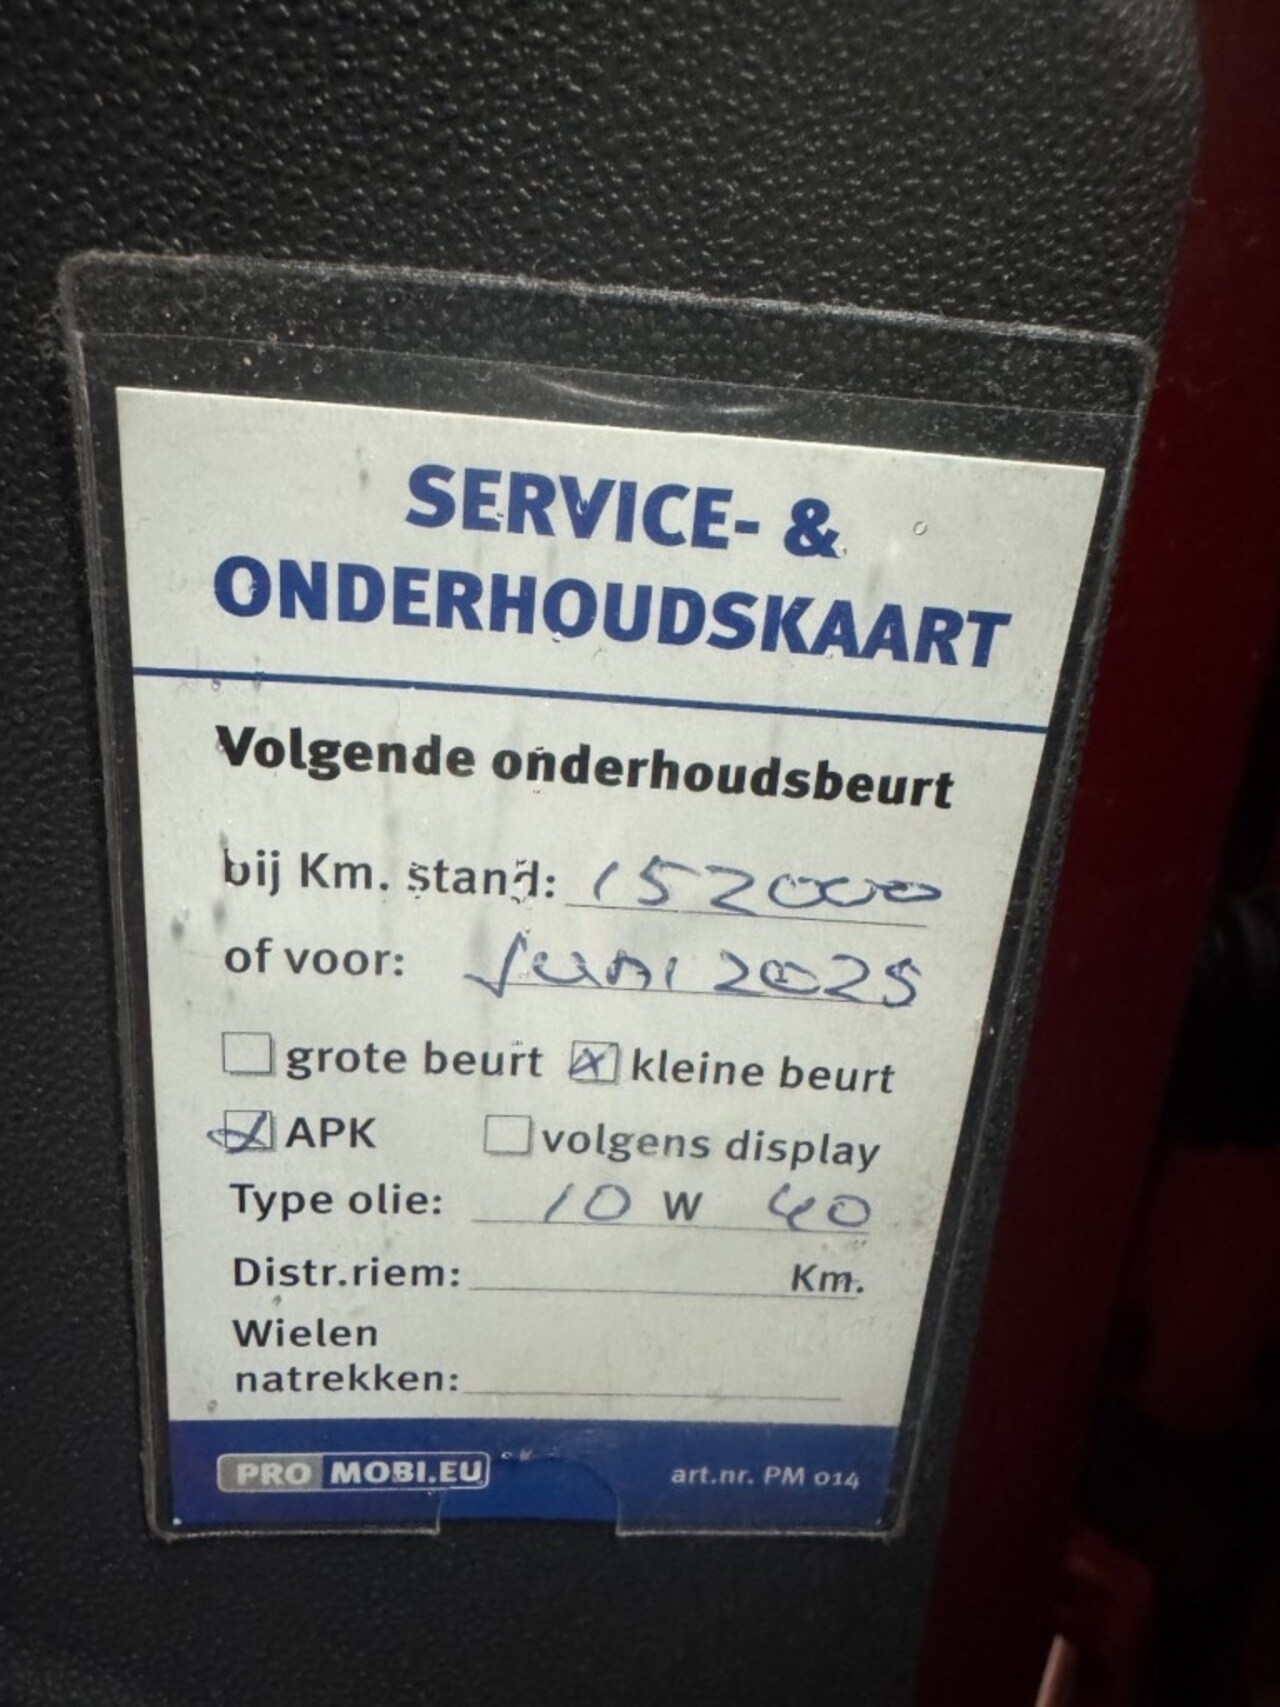 SERVICE- &
ONDERHOUDSKAART
Volgende onderhoudsbeurt
bij Km. stand: 152000
of voor: Juni 2025
grote beurt kleine beurt
APK volgens display
Type olie: 10 W 40
Distr.riem: Km.
Wielen
natrekken:
PRO MOBI.EU art.nr. PM 014